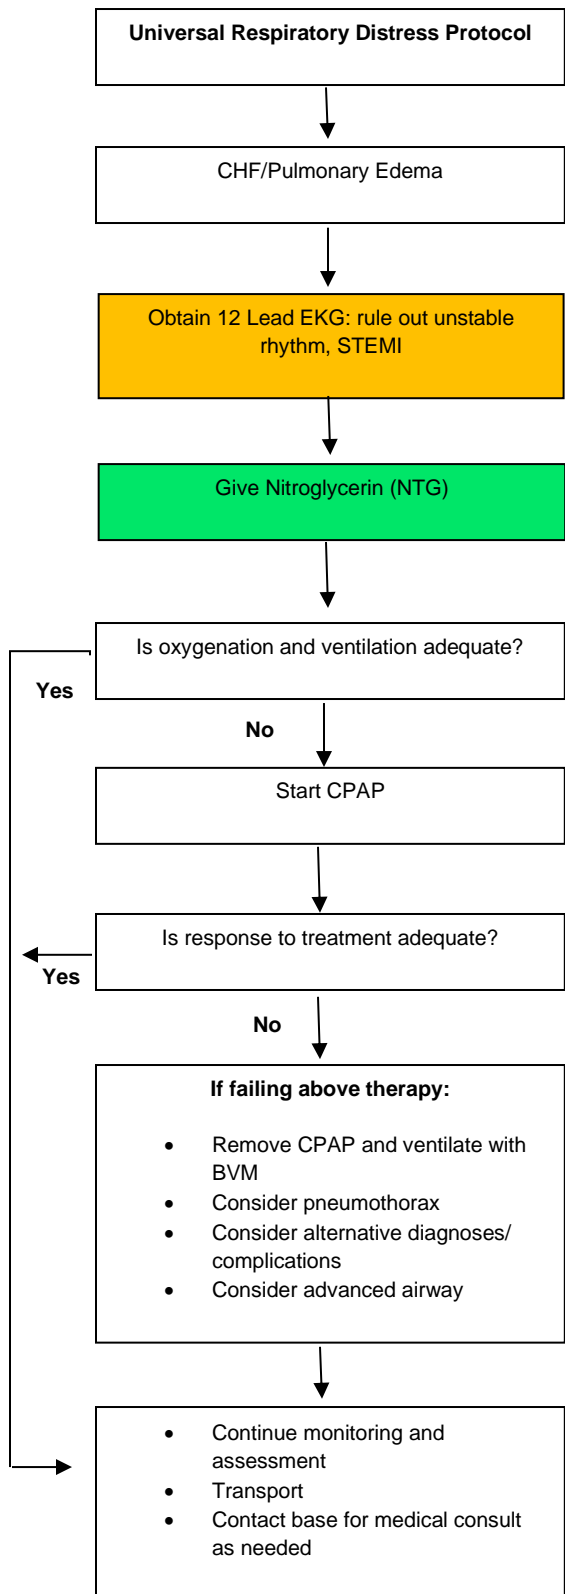 Universal Respiratory Distress Protocol
CHF/Pulmonary Edema
Obtain 12 Lead EKG: rule out unstable
rhythm, STEMI
Give Nitroglycerin (NTG)
Is oxygenation and ventilation adequate?
Yes
No
Start CPAP
Is response to treatment adequate?
Yes
No
If failing above therapy:
• Remove CPAP and ventilate with
BVM
• Consider pneumothorax
• Consider alternative diagnoses/
complications
• Consider advanced airway
• Continue monitoring and
assessment
• Transport
• Contact base for medical consult
as needed